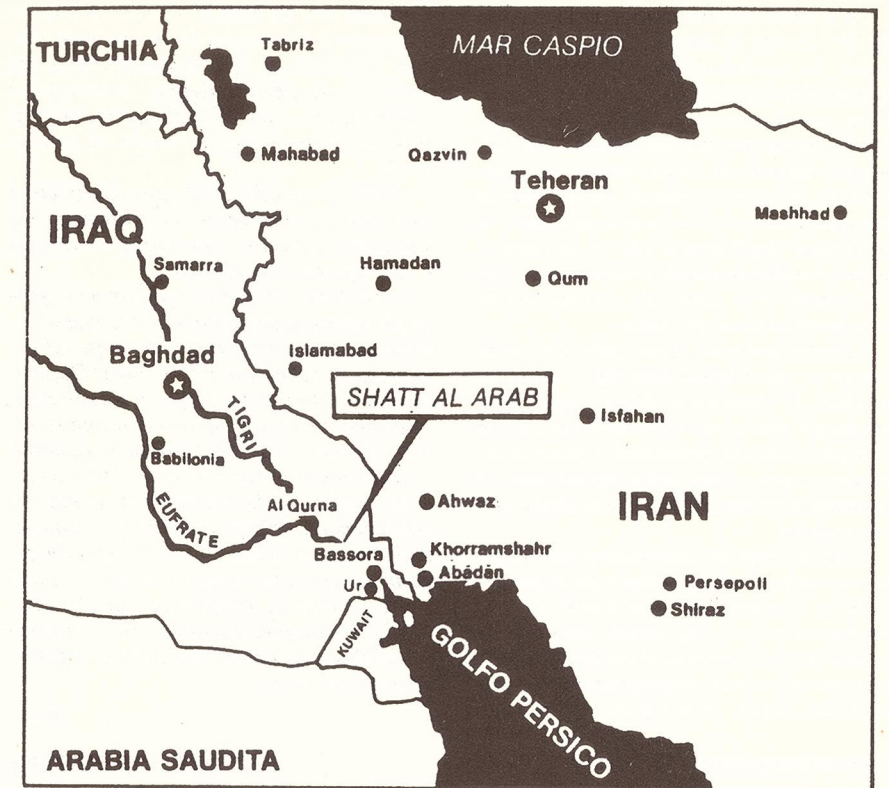 TURCHIA
Tabriz
MAR CASPIO
Mahabad
Qazvin
Teheran
Mashhad
IRAQ
Samarra
Hamadan
Qum
Baghdad
Islamabad
SHATT AL ARAB
TIGRI
Isfahan
Babilonia
EUFRATE
Al Qurna
Ahwaz
IRAN
Bassora
Khorramshahr
Abādān
Ur
Persepoli
Shiraz
KUWAIT
GOLFO PERSICO
ARABIA SAUDITA